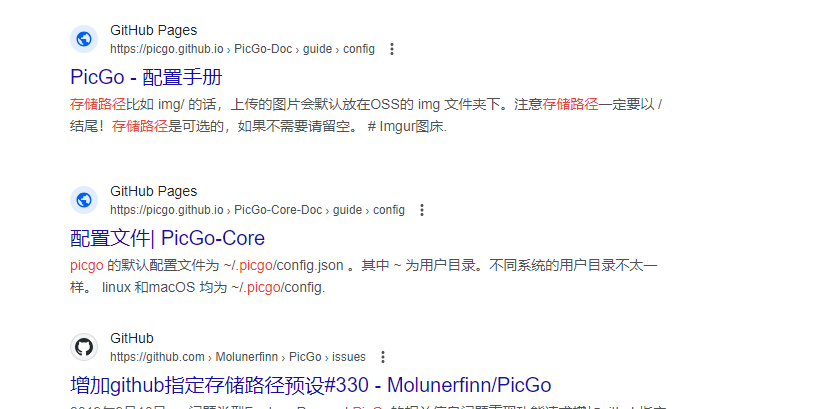 GitHub Pages
https://picgo.github.io › PicGo-Doc › guide › config
PicGo - 配置手册
存储路径比如 img/ 的话，上传的图片会默认放在OSS的 img 文件夹下。注意存储路径一定要以 /
结尾！存储路径是可选的，如果不需要请留空。 # Imgur图床.
GitHub Pages
https://picgo.github.io › PicGo-Core-Doc › guide › config
配置文件| PicGo-Core
picgo 的默认配置文件为 ~/.picgo/config.json 。其中 ~ 为用户目录。不同系统的用户目录不太一
样。 linux 和macOS 均为 ~/.picgo/config.
GitHub
https://github.com › Molunerfinn › PicGo › issues
增加github指定存储路径预设#330 - Molunerfinn/PicGo